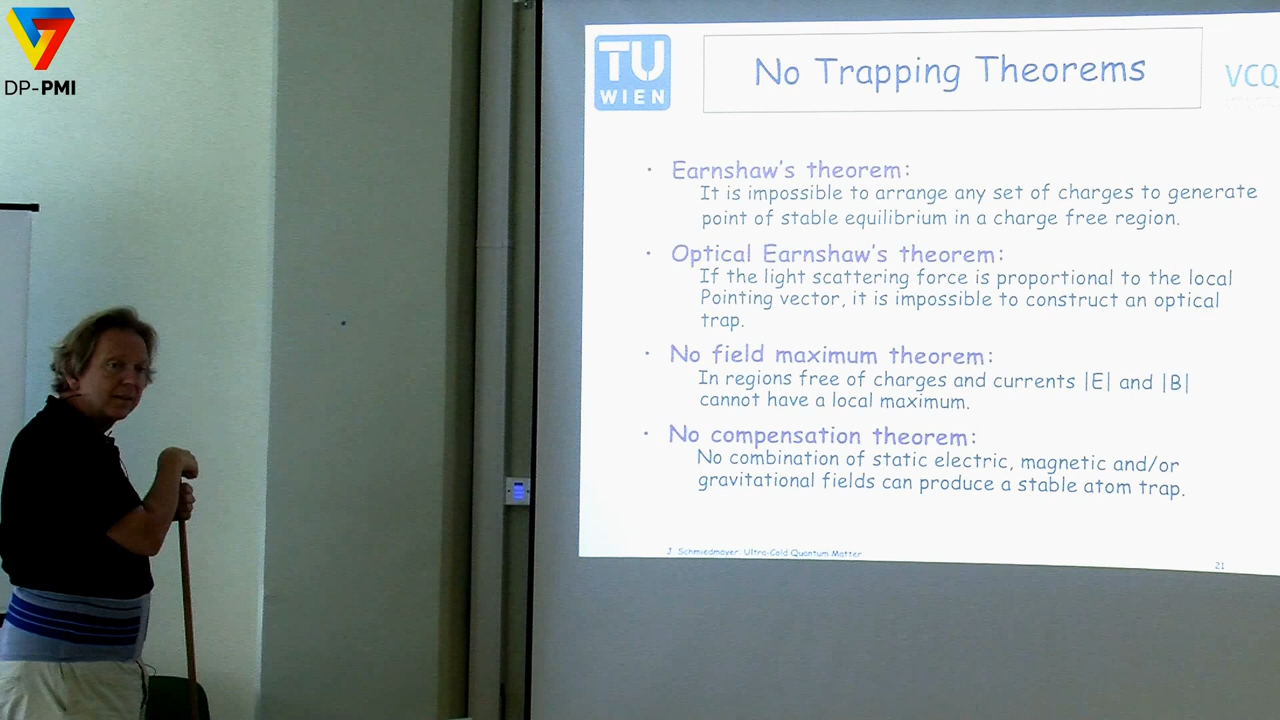 DP-PMI
TU
WIEN
No Trapping Theorems
VCQ
· Earnshaw's theorem:
It is impossible to arrange any set of charges to generate
point of stable equilibrium in a charge free region.
· Optical Earnshaw's theorem:
If the light scattering force is proportional to the local
Pointing vector, it is impossible to construct an optical
trap.
· No field maximum theorem:
In regions free of charges and currents |E| and |B|
cannot have a local maximum.
· No compensation theorem:
No combination of static electric, magnetic and/or
gravitational fields can produce a stable atom trap.
J. Schmiedmayer: Ultra-Cold Quantum Matter
21